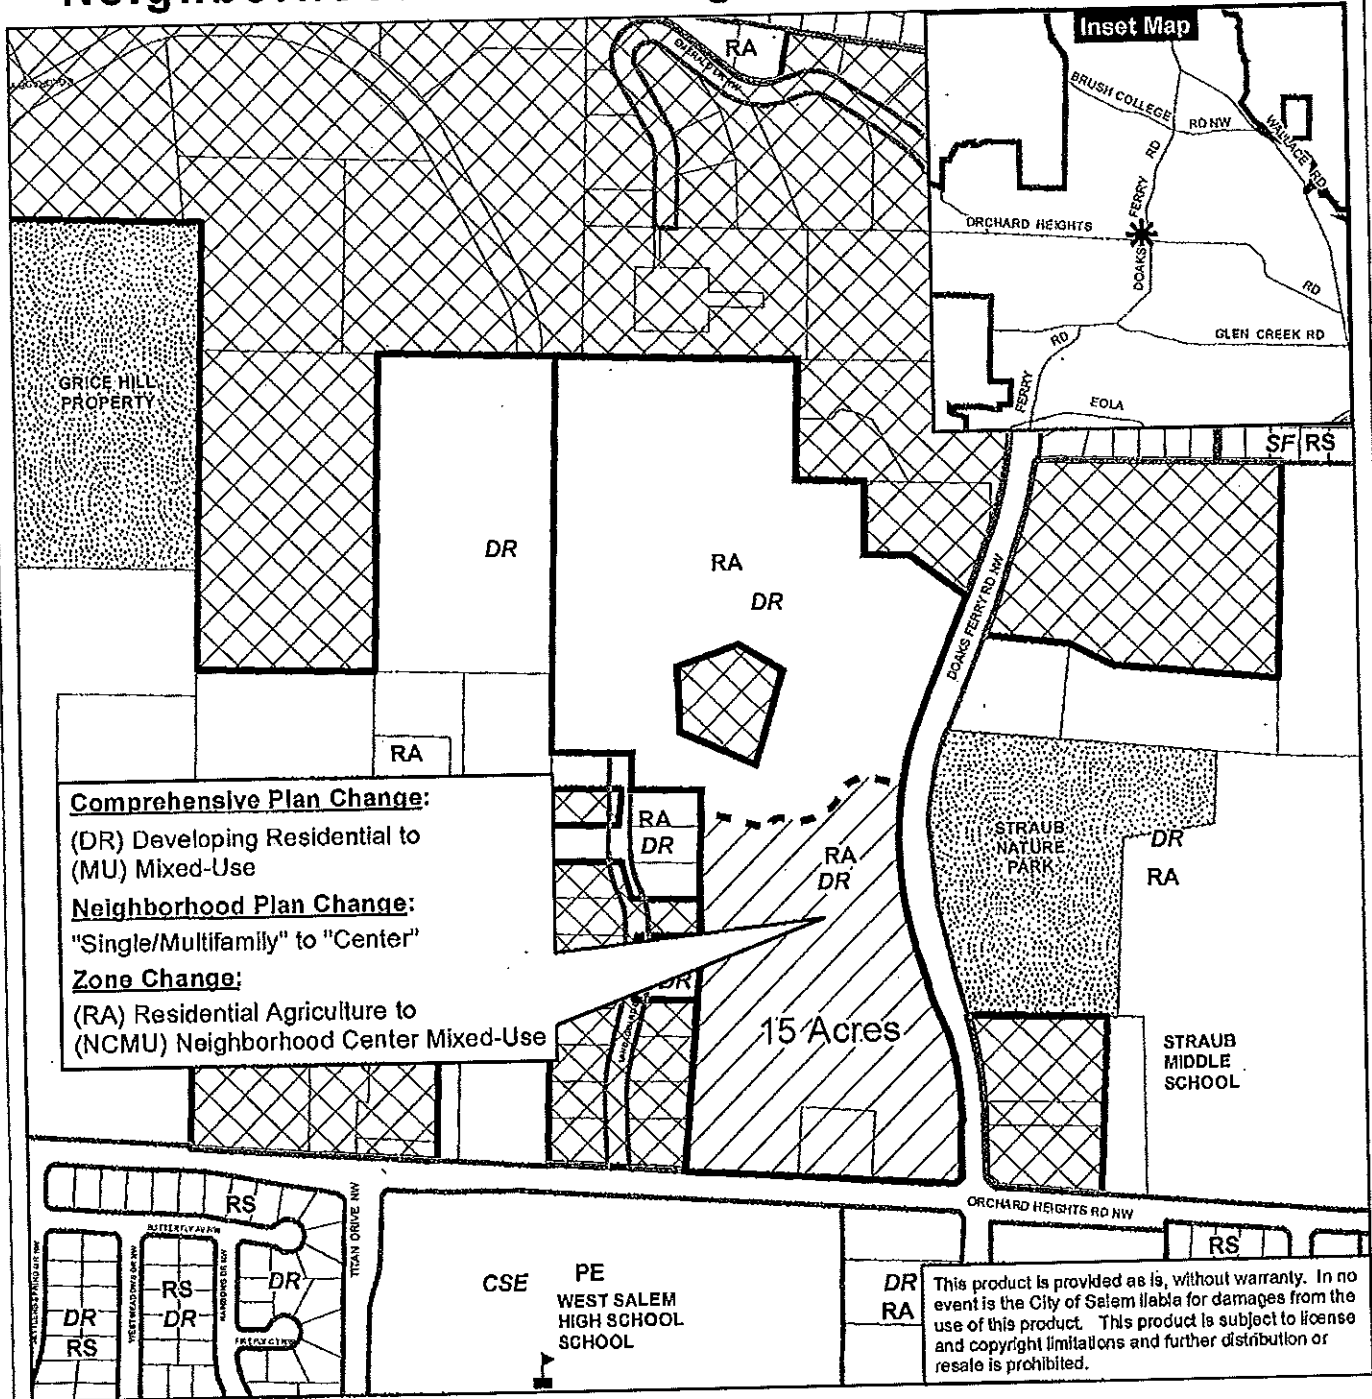 Inset Map
BRUSH COLLEGE
RD NW
WALLACE RD
DOAKS FERRY RD
ORCHARD HEIGHTS
RD
GLEN CREEK RD
FERRY RD
EOLA
RA
EMERALD DR NW
SF RS
GRICE HILL
PROPERTY
DR
RA
DR
DOAKS FERRY RD NW
RA
Comprehensive Plan Change:
(DR) Developing Residential to
(MU) Mixed-Use
Neighborhood Plan Change:
"Single/Multifamily" to "Center"
Zone Change:
(RA) Residential Agriculture to
(NCMU) Neighborhood Center Mixed-Use
RA
DR
RA
DR
STRAUB
NATURE
PARK
DR
RA
DR
15 Acres
STRAUB
MIDDLE
SCHOOL
ORCHARD HEIGHTS RD NW
TITAN DRIVE NW
RS
RS
DR
DR
DR
RS
CSE
PE
WEST SALEM
HIGH SCHOOL
SCHOOL
RS
DR
RA
This product is provided as is, without warranty. In no
event is the City of Salem liable for damages from the
use of this product. This product is subject to license
and copyright limitations and further distribution or
resale is prohibited.